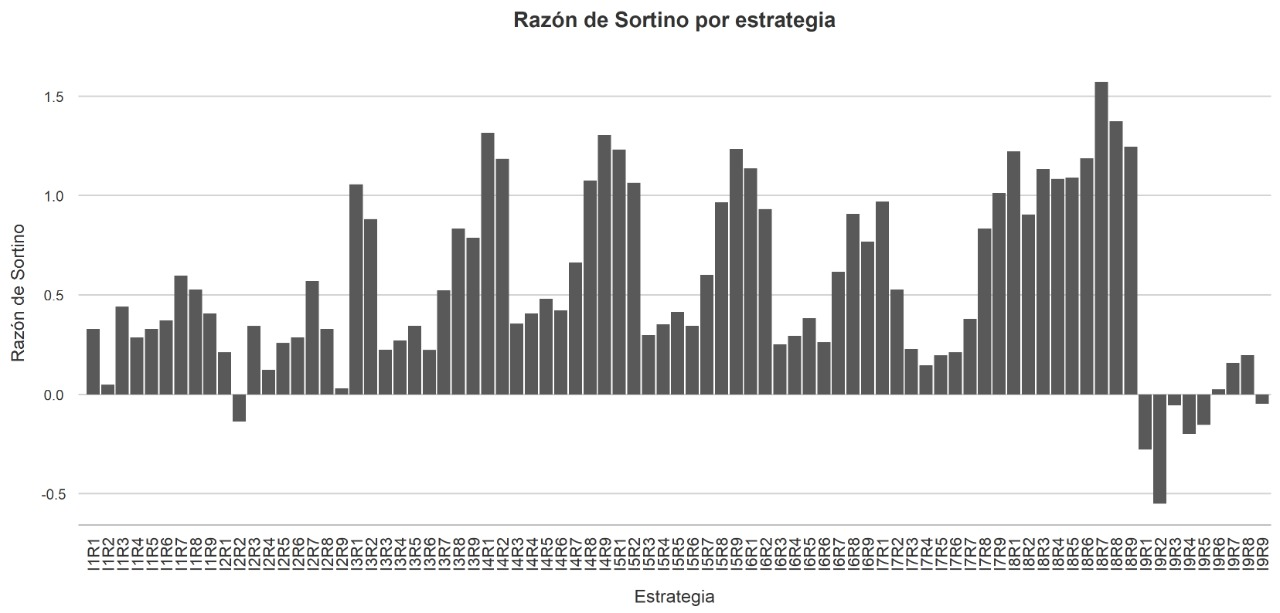 Razón de Sortino por estrategia
Razón de Sortino
1.5
1.0
0.5
0.0
-0.5
I1R1
I1R2
I1R3
I1R4
I1R5
I1R6
I1R7
I1R8
I1R9
I2R1
I2R2
I2R3
I2R4
I2R5
I2R6
I2R7
I2R8
I2R9
I3R1
I3R2
I3R3
I3R4
I3R5
I3R6
I3R7
I3R8
I3R9
I4R1
I4R2
I4R3
I4R4
I4R5
I4R6
I4R7
I4R8
I4R9
I5R1
I5R2
I5R3
I5R4
I5R5
I5R6
I5R7
I5R8
I5R9
I6R1
I6R2
I6R3
I6R4
I6R5
I6R6
I6R7
I6R8
I6R9
I7R1
I7R2
I7R3
I7R4
I7R5
I7R6
I7R7
I7R8
I7R9
I8R1
I8R2
I8R3
I8R4
I8R5
I8R6
I8R7
I8R8
I8R9
I9R1
I9R2
I9R3
I9R4
I9R5
I9R6
I9R7
I9R8
I9R9
Estrategia